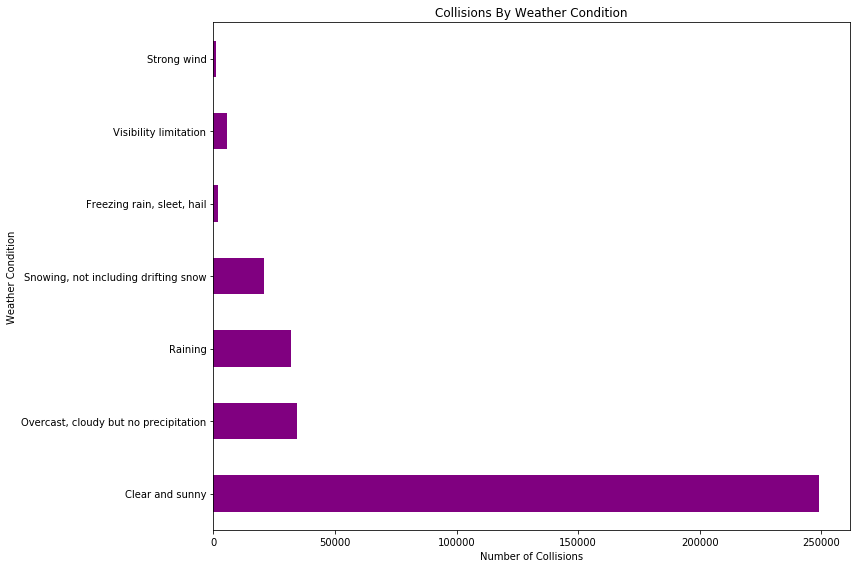 Collisions By Weather Condition
Strong wind
Visibility limitation
Freezing rain, sleet, hail
Snowing, not including drifting snow
Raining
Overcast, cloudy but no precipitation
Clear and sunny
Weather Condition
0 50000 100000 150000 200000 250000
Number of Collisions